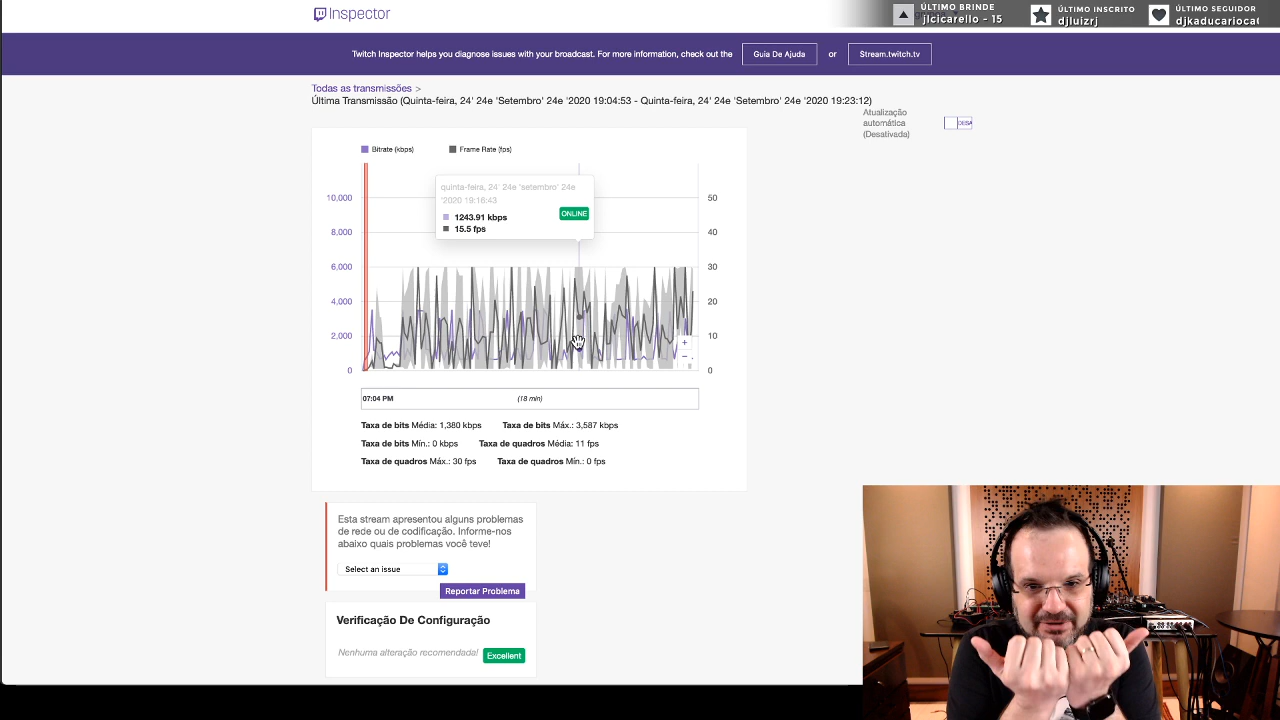 Inspector
ÚLTIMO BRINDE
jlcicarello - 15
ÚLTIMO INSCRITO
djluizrj
ÚLTIMO SEGUIDOR
djkaducariocat
Twitch Inspector helps you diagnose issues with your broadcast. For more information, check out the
Guia De Ajuda
or
Stream.twitch.tv
Todas as transmissões >
Última Transmissão (Quinta-feira, 24' 24e 'Setembro' 24e '2020 19:04:53 - Quinta-feira, 24' 24e 'Setembro' 24e '2020 19:23:12)
Atualização
automática
(Desativada)
DESA
Bitrate (kbps)
Frame Rate (fps)
quinta-feira, 24' 24e 'setembro' 24e
'2020 19:16:43
ONLINE
1243.91 kbps
15.5 fps
10,000
50
8,000
40
6,000
30
4,000
20
2,000
10
0
0
+
−
07:04 PM
(18 min)
Taxa de bits Média: 1,380 kbps
Taxa de bits Máx.: 3,587 kbps
Taxa de bits Mín.: 0 kbps
Taxa de quadros Média: 11 fps
Taxa de quadros Máx.: 30 fps
Taxa de quadros Mín.: 0 fps
Esta stream apresentou alguns problemas
de rede ou de codificação. Informe-nos
abaixo quais problemas você teve!
Select an issue
Reportar Problema
Verificação De Configuração
Nenhuma alteração recomendada!
Excellent